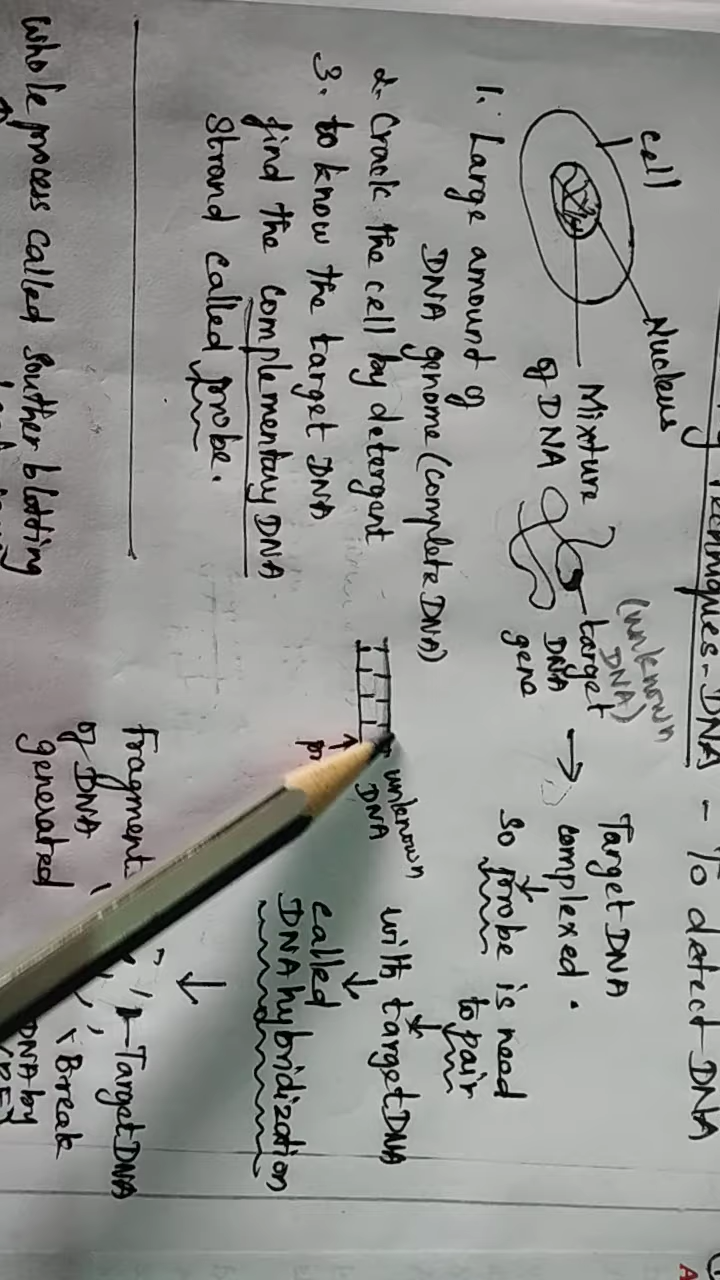 Techniques - DNA - To detect DNA
cell
Nucleus
Mixture
of DNA
(unknown
DNA)
target
DNA
gene
→ Target DNA
complexed.
So probe is need
to pair
with target DNA
called
DNA hybridization
1. Large amount of
DNA genome (complete DNA)
2. Crack the cell by detergent
3. to know the target DNA
find the complementary DNA
strand called probe.
unknown
DNA
Whole process called Souther blotting
Fragment
of DNA
generated
Target DNA
Break
DNA by